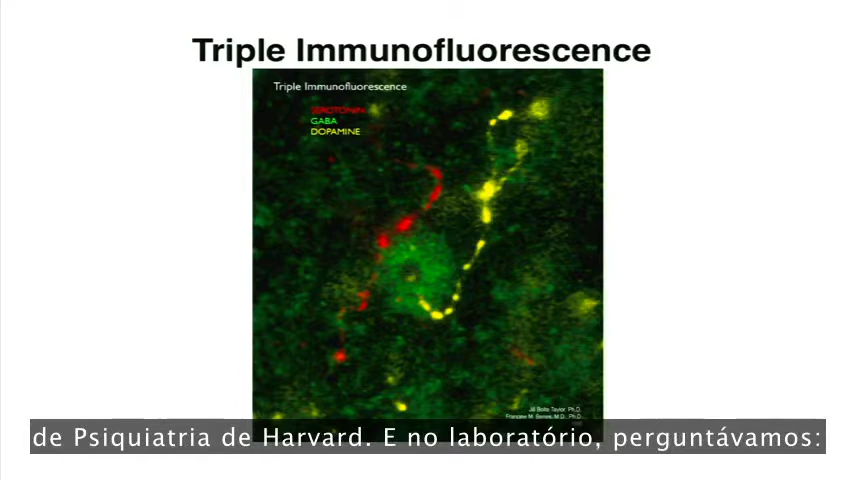 Triple Immunofluorescence
Triple Immunofluorescence
SEROTONIN
GABA
DOPAMINE
Jill Bolte Taylor, Ph.D.
Francine M. Benes, M.D., Ph.D.
de Psiquiatria de Harvard. E no laboratório, perguntávamos: